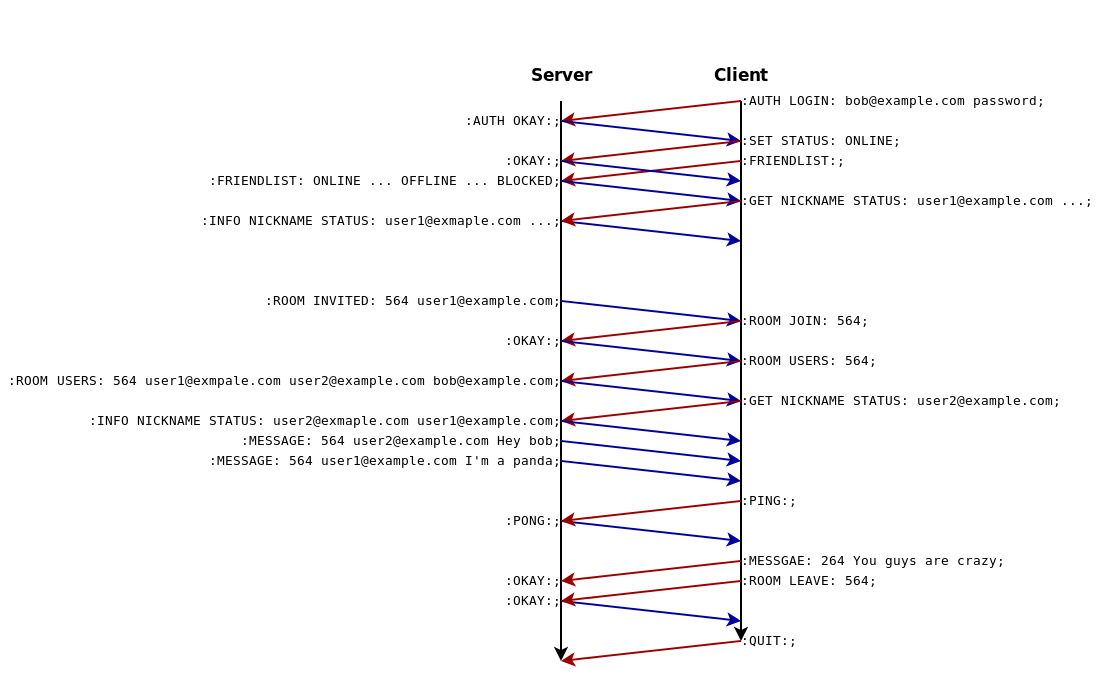 Server Client
:AUTH LOGIN: bob@example.com password;
:AUTH OKAY:;
:SET STATUS: ONLINE;
:OKAY:; :FRIENDLIST:;
:FRIENDLIST: ONLINE ... OFFLINE ... BLOCKED;
:GET NICKNAME STATUS: user1@example.com ...;
:INFO NICKNAME STATUS: user1@exmaple.com ...;
:ROOM INVITED: 564 user1@example.com;
:ROOM JOIN: 564;
:OKAY:;
:ROOM USERS: 564;
:ROOM USERS: 564 user1@exmpale.com user2@example.com bob@example.com;
:GET NICKNAME STATUS: user2@example.com;
:INFO NICKNAME STATUS: user2@exmaple.com user1@example.com;
:MESSAGE: 564 user2@example.com Hey bob;
:MESSAGE: 564 user1@example.com I'm a panda;
:PING:;
:PONG:;
:MESSGAE: 264 You guys are crazy;
:OKAY:; :ROOM LEAVE: 564;
:OKAY:;
:QUIT:;